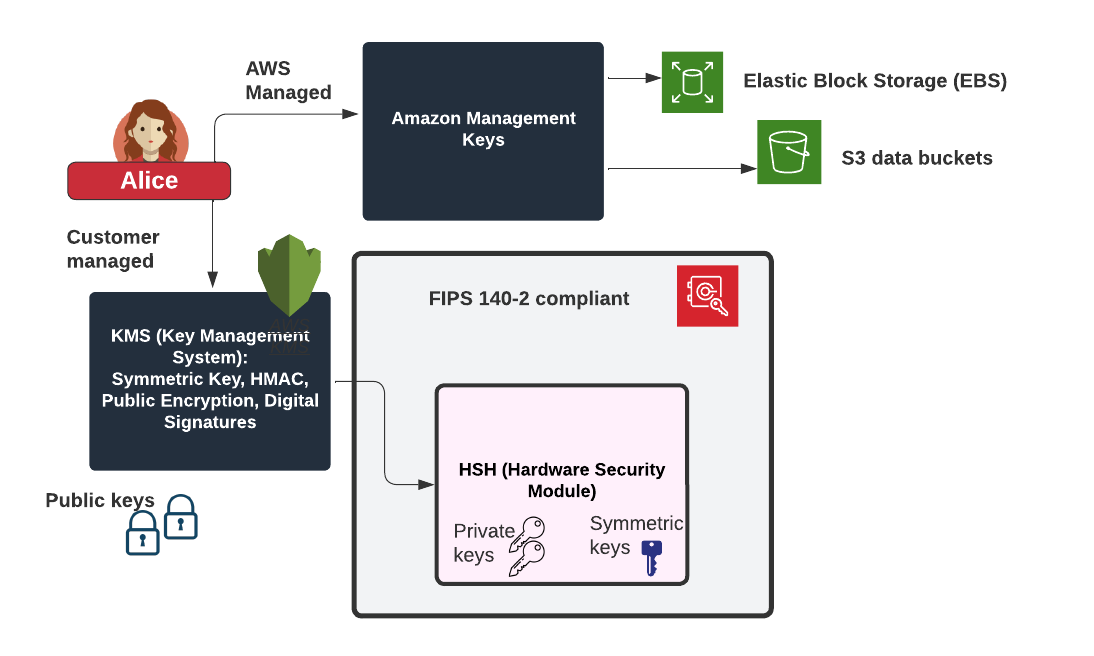 AWS
Managed
Amazon Management
Keys
Elastic Block Storage (EBS)
S3 data buckets
Alice
Customer
managed
FIPS 140-2 compliant
KMS (Key Management
System):
Symmetric Key, HMAC,
Public Encryption, Digital
Signatures
HSH (Hardware Security
Module)
Public keys
Private
keys
Symmetric
keys